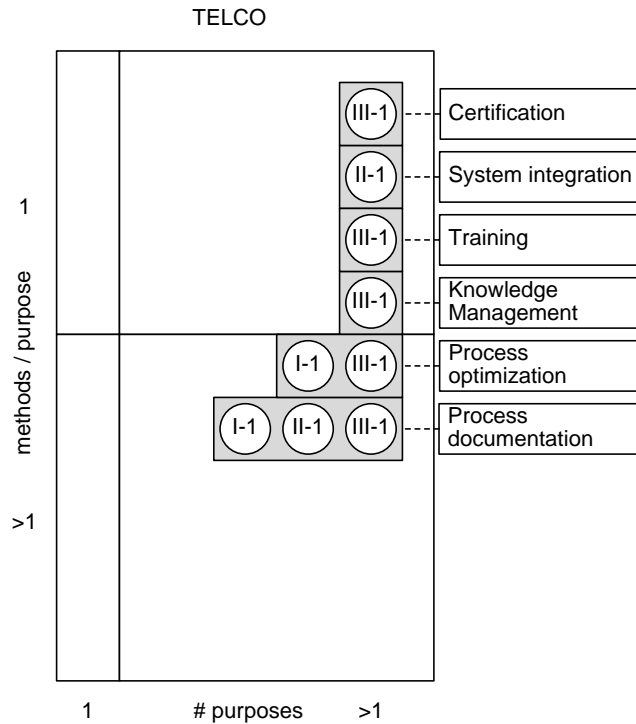 TELCO
III-1
Certification
II-1
System integration
1
III-1
Training
III-1
Knowledge
Management
methods / purpose
I-1
III-1
Process
optimization
I-1
II-1
III-1
Process
documentation
>1
1
# purposes
>1